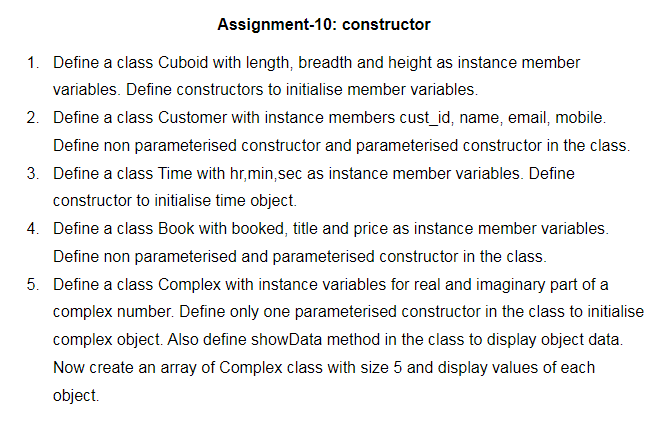 Assignment-10: constructor
1. Define a class Cuboid with length, breadth and height as instance member
variables. Define constructors to initialise member variables.
2. Define a class Customer with instance members cust_id, name, email, mobile.
Define non parameterised constructor and parameterised constructor in the class.
3. Define a class Time with hr,min,sec as instance member variables. Define
constructor to initialise time object.
4. Define a class Book with booked, title and price as instance member variables.
Define non parameterised and parameterised constructor in the class.
5. Define a class Complex with instance variables for real and imaginary part of a
complex number. Define only one parameterised constructor in the class to initialise
complex object. Also define showData method in the class to display object data.
Now create an array of Complex class with size 5 and display values of each
object.